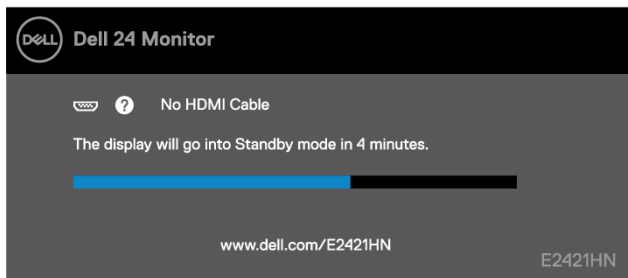 DELL Dell 24 Monitor
? No HDMI Cable
The display will go into Standby mode in 4 minutes.
www.dell.com/E2421HN
E2421HN